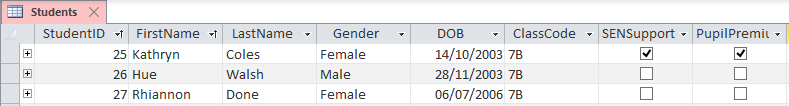 Students
StudentID FirstName LastName Gender DOB ClassCode SENSupport PupilPremiu
25 Kathryn Coles Female 14/10/2003 7B
26 Hue Walsh Male 28/11/2003 7B
27 Rhiannon Done Female 06/07/2006 7B